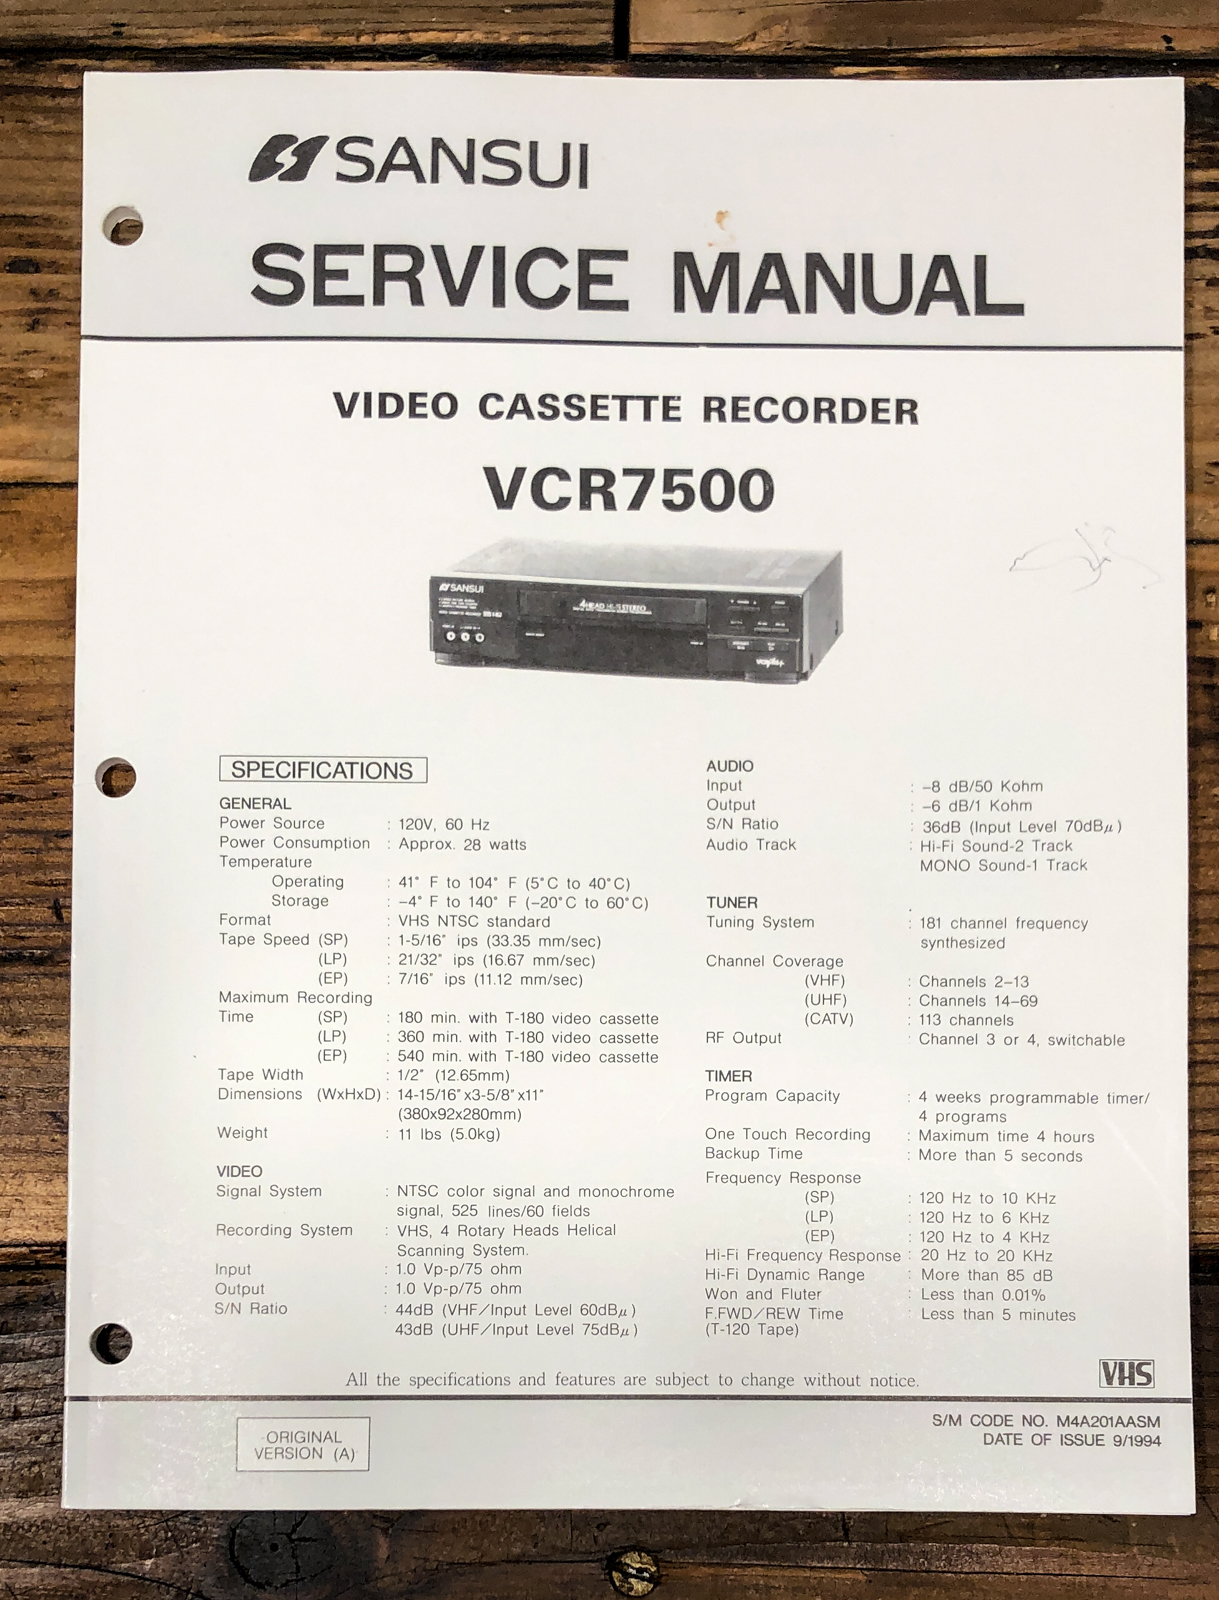 SANSUI
SERVICE MANUAL
VIDEO CASSETTE RECORDER
VCR7500
SANSUI
4HEAD HI-FI STEREO
SPECIFICATIONS
GENERAL
Power Source : 120V, 60 Hz
Power Consumption : Approx. 28 watts
Temperature
Operating : 41° F to 104° F (5°C to 40°C)
Storage : –4° F to 140° F (–20°C to 60°C)
Format : VHS NTSC standard
Tape Speed (SP) : 1-5/16" ips (33.35 mm/sec)
(LP) : 21/32" ips (16.67 mm/sec)
(EP) : 7/16" ips (11.12 mm/sec)
Maximum Recording
Time (SP) : 180 min. with T-180 video cassette
(LP) : 360 min. with T-180 video cassette
(EP) : 540 min. with T-180 video cassette
Tape Width : 1/2" (12.65mm)
Dimensions (WxHxD) : 14-15/16"x3-5/8"x11"
(380x92x280mm)
Weight : 11 lbs (5.0kg)
VIDEO
Signal System : NTSC color signal and monochrome
signal, 525 lines/60 fields
Recording System : VHS, 4 Rotary Heads Helical
Scanning System.
Input : 1.0 Vp-p/75 ohm
Output : 1.0 Vp-p/75 ohm
S/N Ratio : 44dB (VHF/Input Level 60dBµ)
43dB (UHF/Input Level 75dBµ)
AUDIO
Input : –8 dB/50 Kohm
Output : –6 dB/1 Kohm
S/N Ratio : 36dB (Input Level 70dBµ)
Audio Track : Hi-Fi Sound-2 Track
MONO Sound-1 Track
TUNER
Tuning System : 181 channel frequency
synthesized
Channel Coverage
(VHF) : Channels 2–13
(UHF) : Channels 14–69
(CATV) : 113 channels
RF Output : Channel 3 or 4, switchable
TIMER
Program Capacity : 4 weeks programmable timer/
4 programs
One Touch Recording : Maximum time 4 hours
Backup Time : More than 5 seconds
Frequency Response
(SP) : 120 Hz to 10 KHz
(LP) : 120 Hz to 6 KHz
(EP) : 120 Hz to 4 KHz
Hi-Fi Frequency Response : 20 Hz to 20 KHz
Hi-Fi Dynamic Range : More than 85 dB
Won and Fluter : Less than 0.01%
F.FWD/REW Time : Less than 5 minutes
(T-120 Tape)
All the specifications and features are subject to change without notice.
VHS
ORIGINAL
VERSION (A)
S/M CODE NO. M4A201AASM
DATE OF ISSUE 9/1994